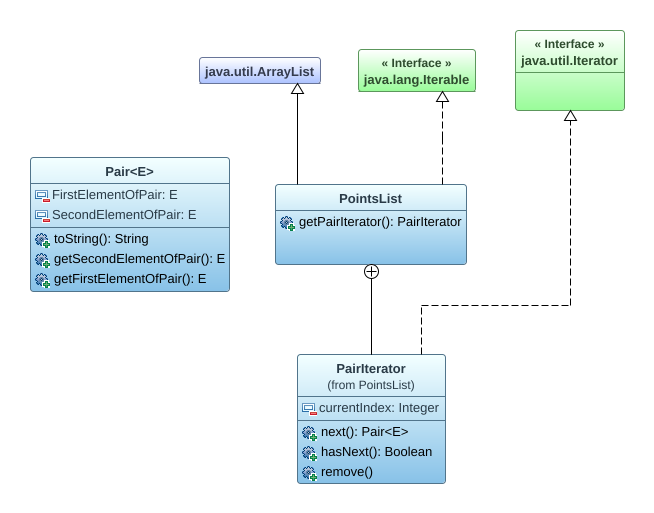 java.util.ArrayList
« Interface »
java.lang.Iterable
« Interface »
java.util.Iterator
Pair<E>
FirstElementOfPair: E
SecondElementOfPair: E
toString(): String
getSecondElementOfPair(): E
getFirstElementOfPair(): E
PointsList
getPairIterator(): PairIterator
PairIterator
(from PointsList)
currentIndex: Integer
next(): Pair<E>
hasNext(): Boolean
remove()